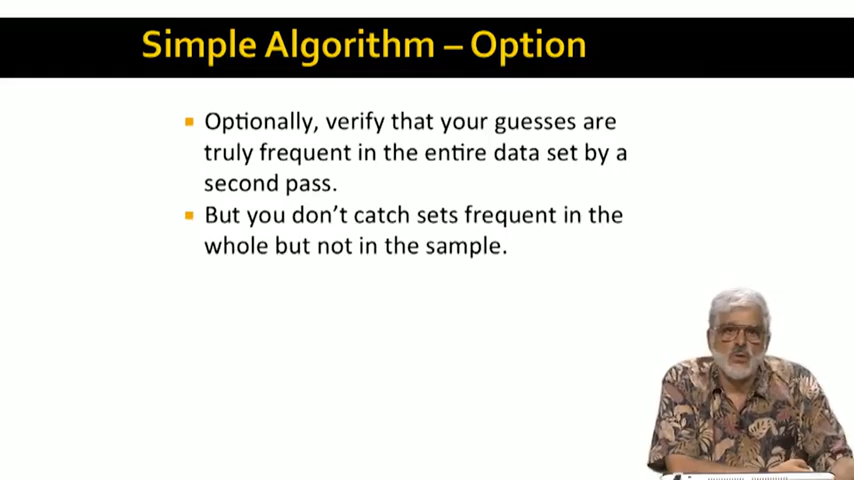 Simple Algorithm – Option
▪ Optionally, verify that your guesses are
truly frequent in the entire data set by a
second pass.
▪ But you don't catch sets frequent in the
whole but not in the sample.